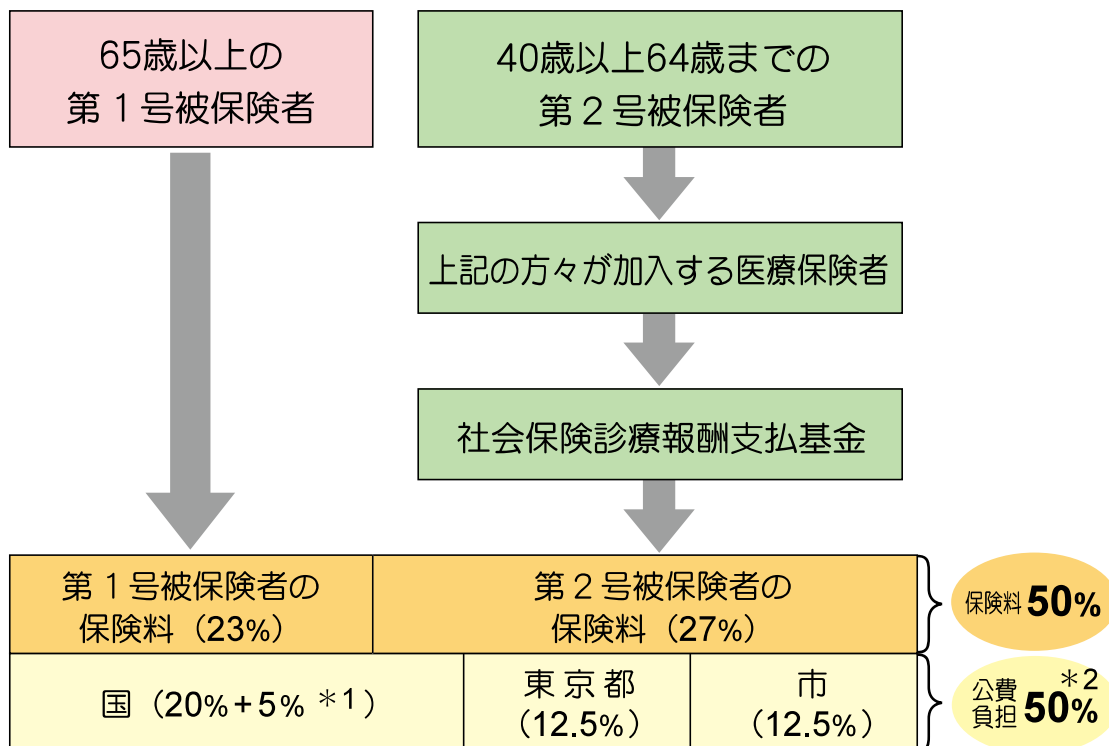 65歳以上の
第1号被保険者
40歳以上64歳までの
第2号被保険者
上記の方々が加入する医療保険者
社会保険診療報酬支払基金
第1号被保険者の
保険料（23%）
第2号被保険者の
保険料（27%）
保険料 50%
国（20%+5% *1）
東京都
（12.5%）
市
（12.5%）
公費
負担 50% *2